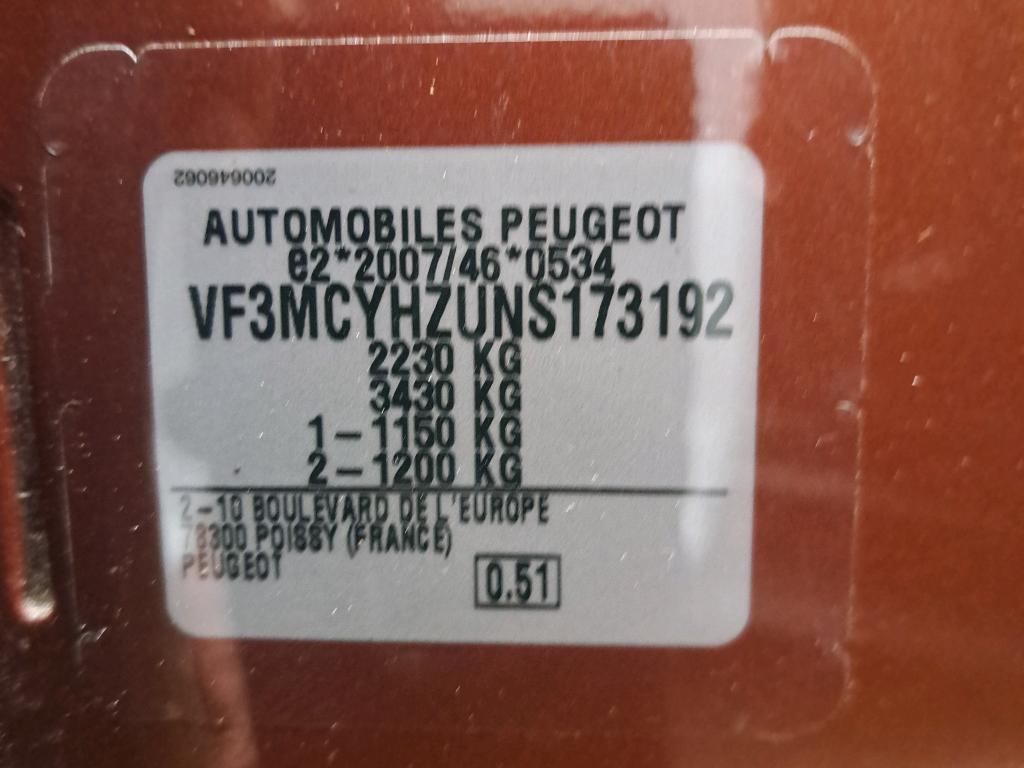 200646062
AUTOMOBILES PEUGEOT
e2*2007/46*0534
VF3MCYHZUNS173192
2230 KG
3430 KG
1-1150 KG
2-1200 KG
2-10 BOULEVARD DE L'EUROPE
78300 POISSY (FRANCE)
PEUGEOT
0.51